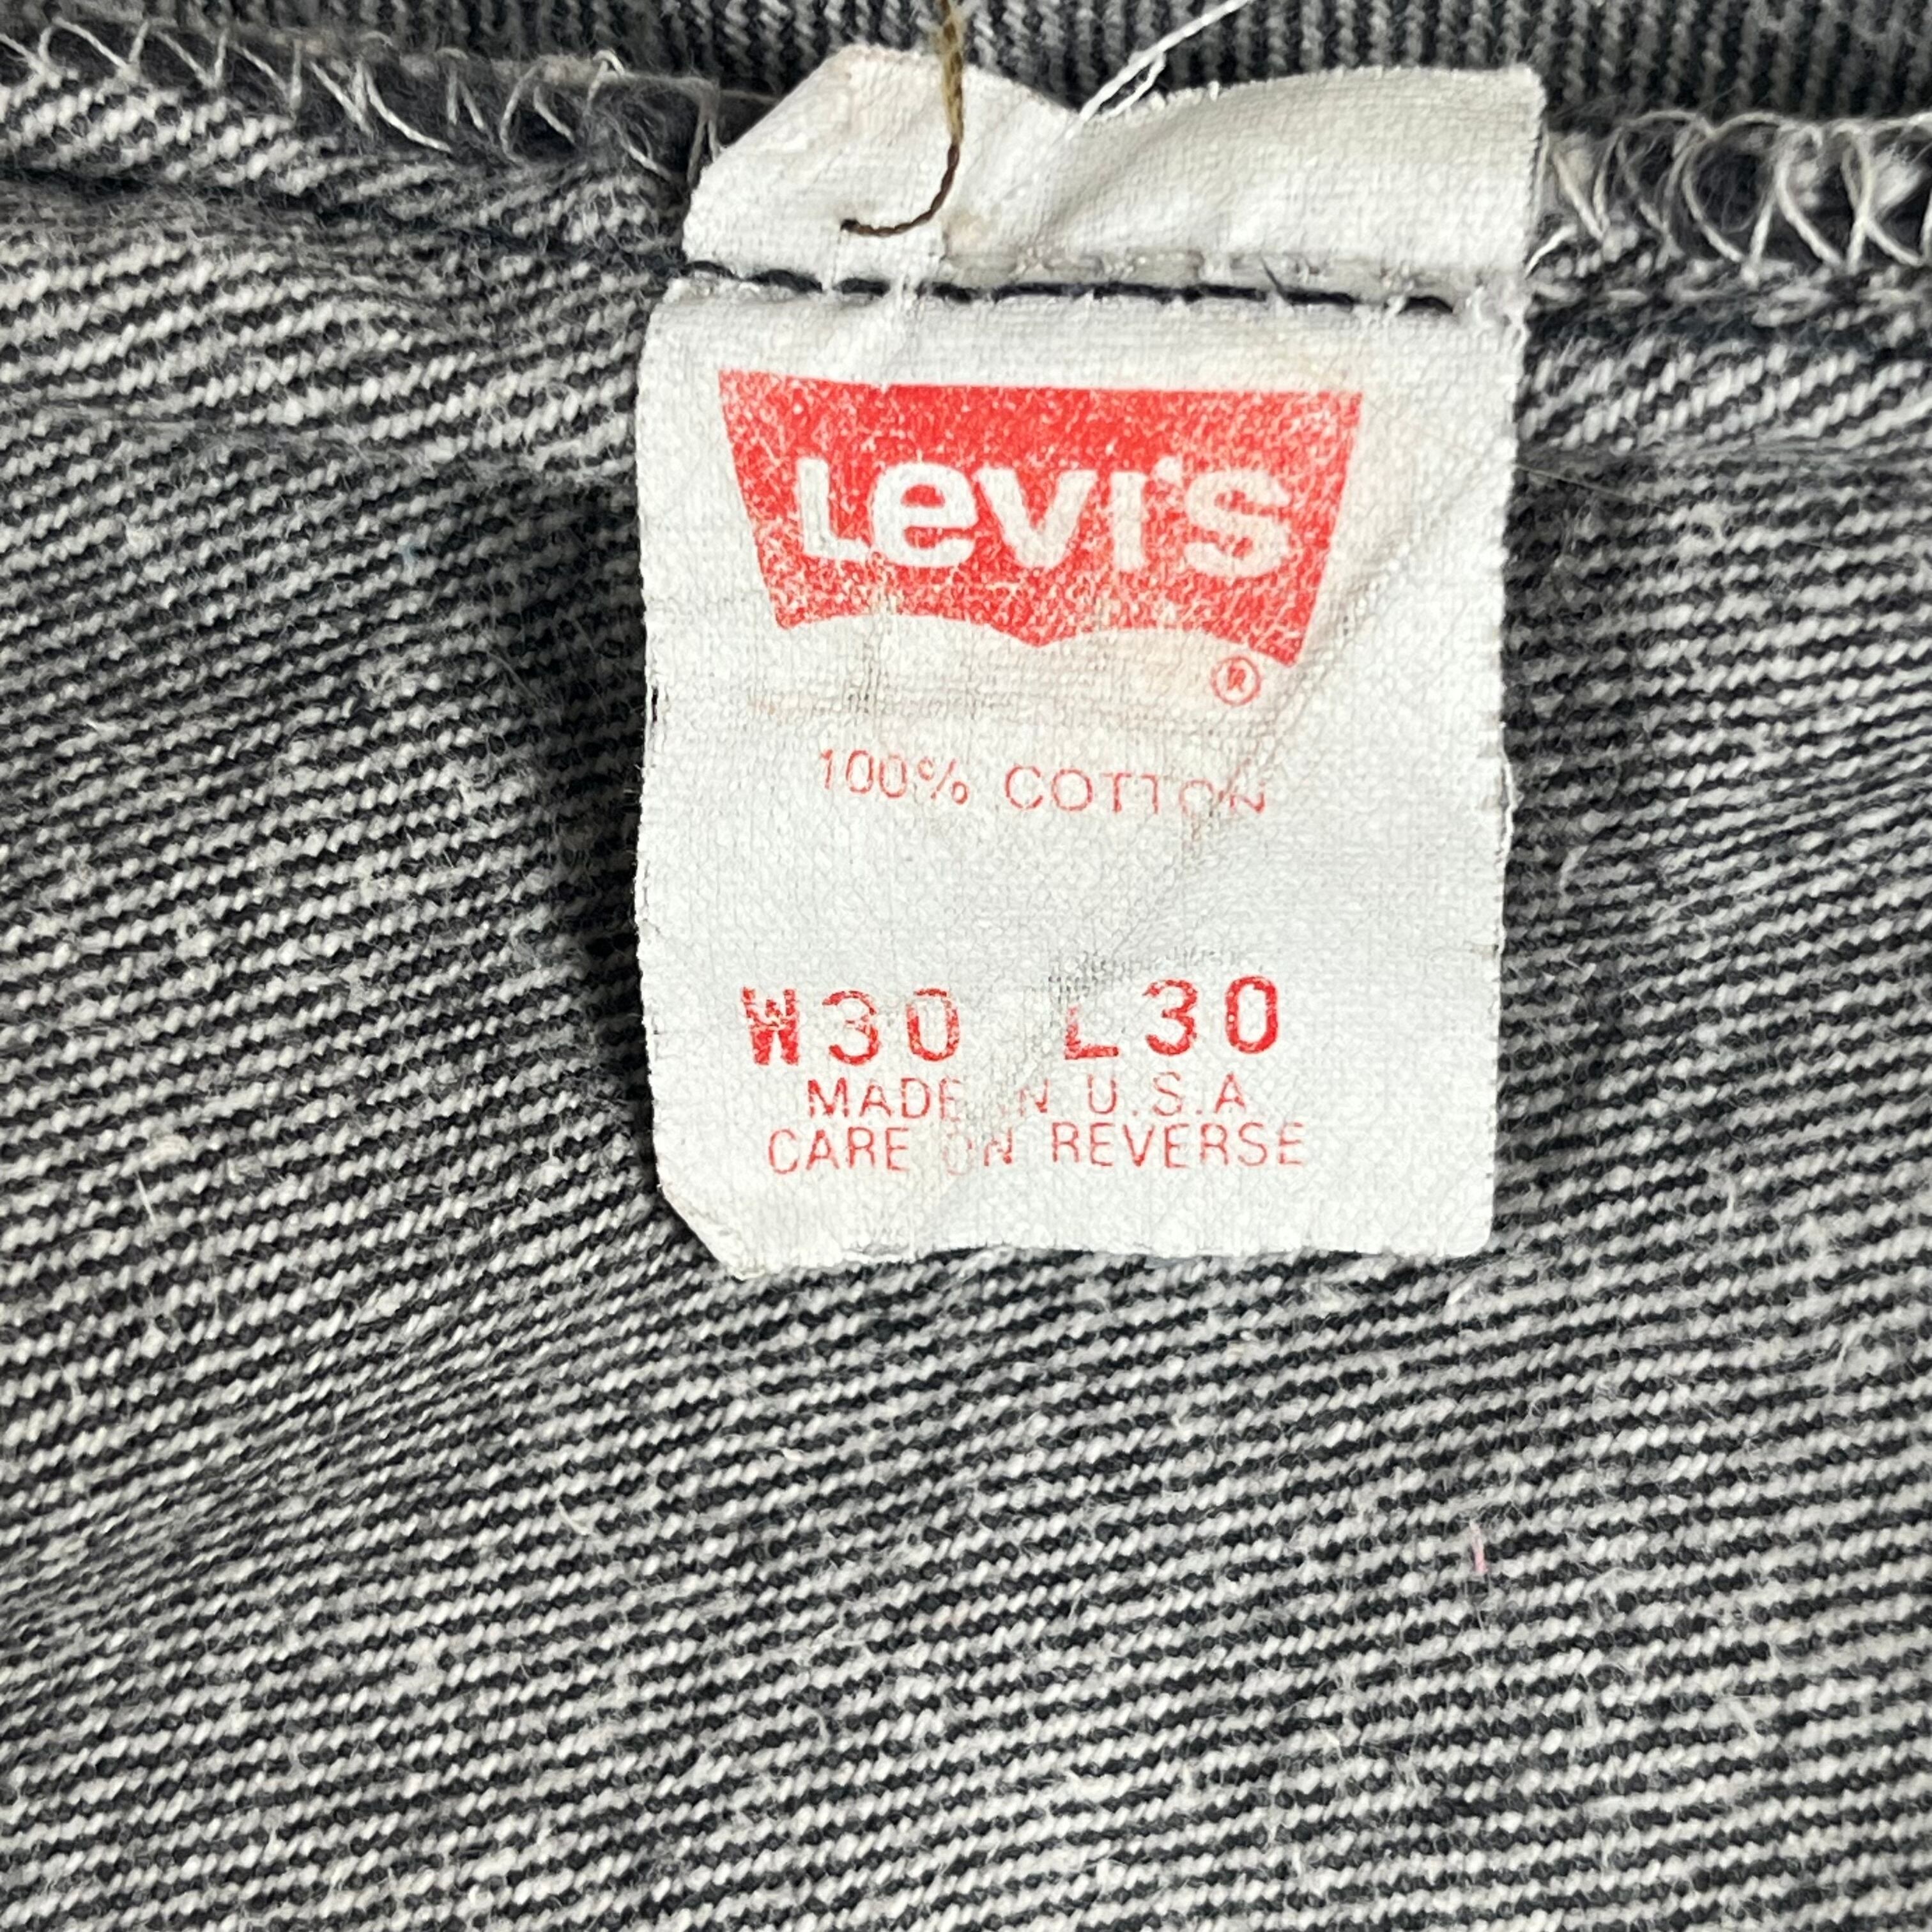 Levi's
®
100% COTTON
W30 L30
MADE IN U.S.A.
CARE ON REVERSE